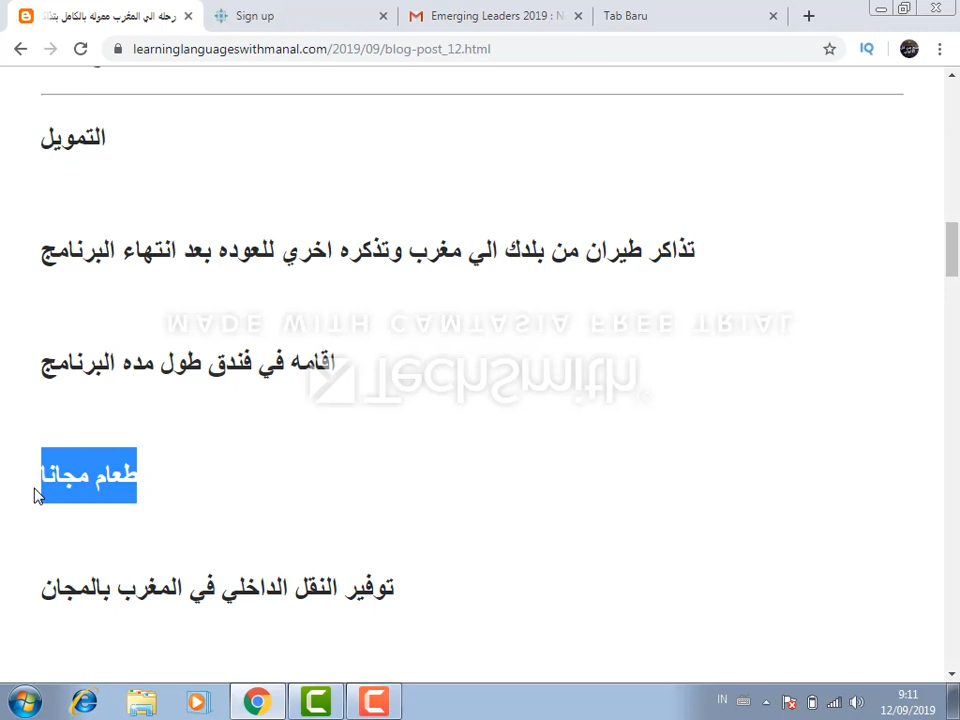 رحله الي المغرب ممولة بالكامل بتذاك
Sign up
Emerging Leaders 2019 : N
Tab Baru
learninglanguageswithmanal.com/2019/09/blog-post_12.html
IQ
التمويل
تذاكر طيران من بلدك الي مغرب وتذكره اخري للعوده بعد انتهاء البرنامج
MADE WITH CAMTASIA FREE TRIAL
اقامه في فندق طول مده البرنامج
TechSmith
طعام مجانا
توفير النقل الداخلي في المغرب بالمجان
IN
9:11
12/09/2019